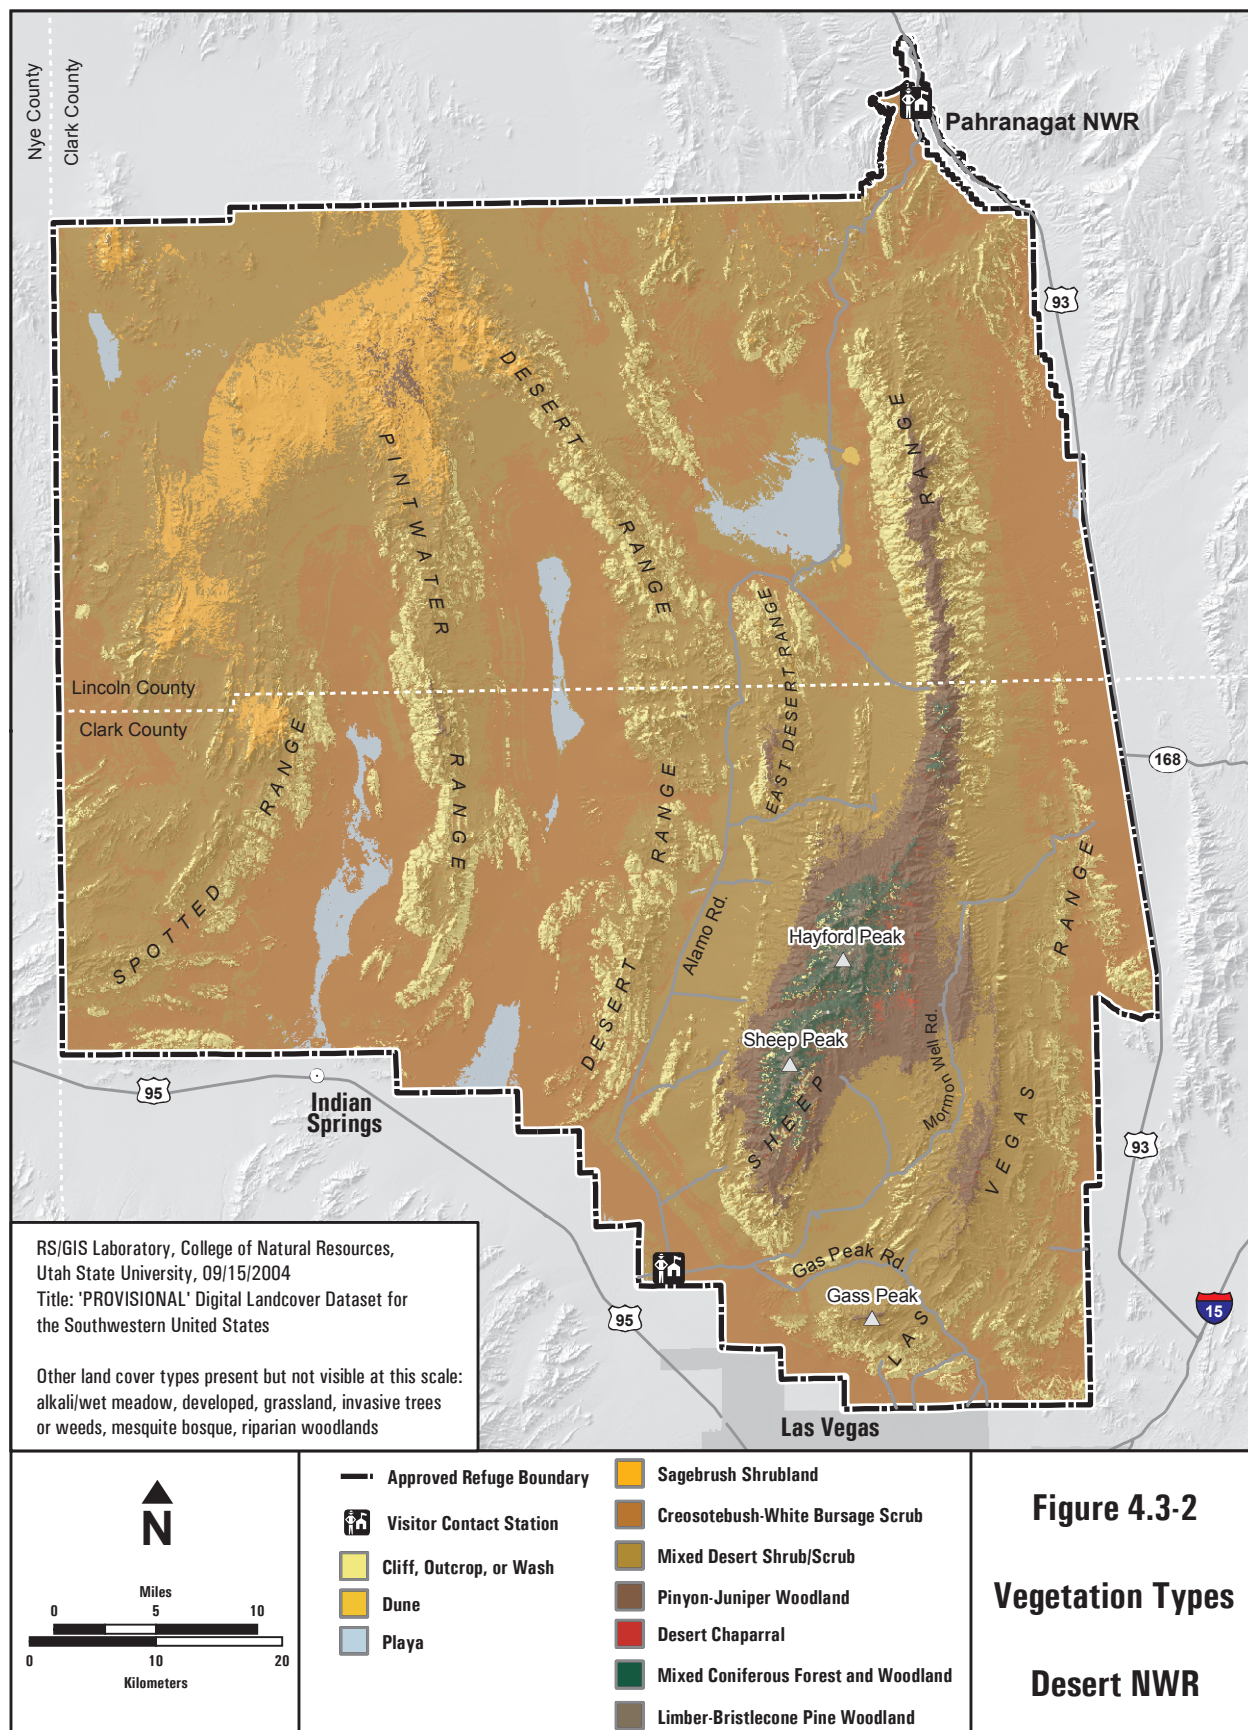 Nye County
Clark County
Pahranagat NWR
93
DESERT
RANGE
PINTWATER
RANGE
RANGE
EAST DESERT RANGE
Lincoln County
Clark County
168
SPOTTED
RANGE
DESERT
RANGE
Alamo Rd.
Hayford Peak
Sheep Peak
SHEEP
Mormon Well Rd.
RANGE
VEGAS
LAS
95
Indian
Springs
93
Gas Peak Rd.
Gass Peak
95
15
Las Vegas
RS/GIS Laboratory, College of Natural Resources,
Utah State University, 09/15/2004
Title: 'PROVISIONAL' Digital Landcover Dataset for
the Southwestern United States
Other land cover types present but not visible at this scale:
alkali/wet meadow, developed, grassland, invasive trees
or weeds, mesquite bosque, riparian woodlands
N
Miles
0 5 10
0 10 20
Kilometers
Approved Refuge Boundary
Visitor Contact Station
Cliff, Outcrop, or Wash
Dune
Playa
Sagebrush Shrubland
Creosotebush-White Bursage Scrub
Mixed Desert Shrub/Scrub
Pinyon-Juniper Woodland
Desert Chaparral
Mixed Coniferous Forest and Woodland
Limber-Bristlecone Pine Woodland
Figure 4.3-2
Vegetation Types
Desert NWR